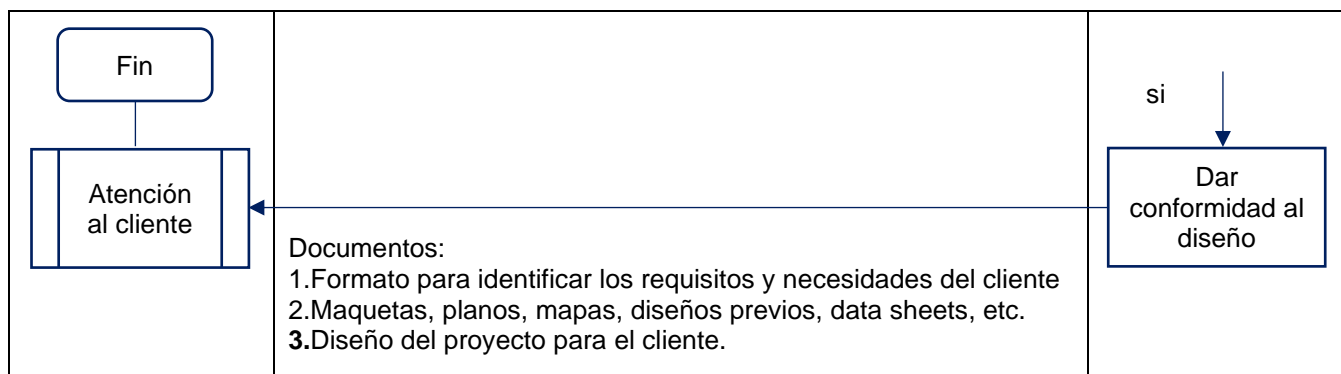 Fin
si
Atención
al cliente
Dar
conformidad al
diseño
Documentos:
1.Formato para identificar los requisitos y necesidades del cliente
2.Maquetas, planos, mapas, diseños previos, data sheets, etc.
3.Diseño del proyecto para el cliente.